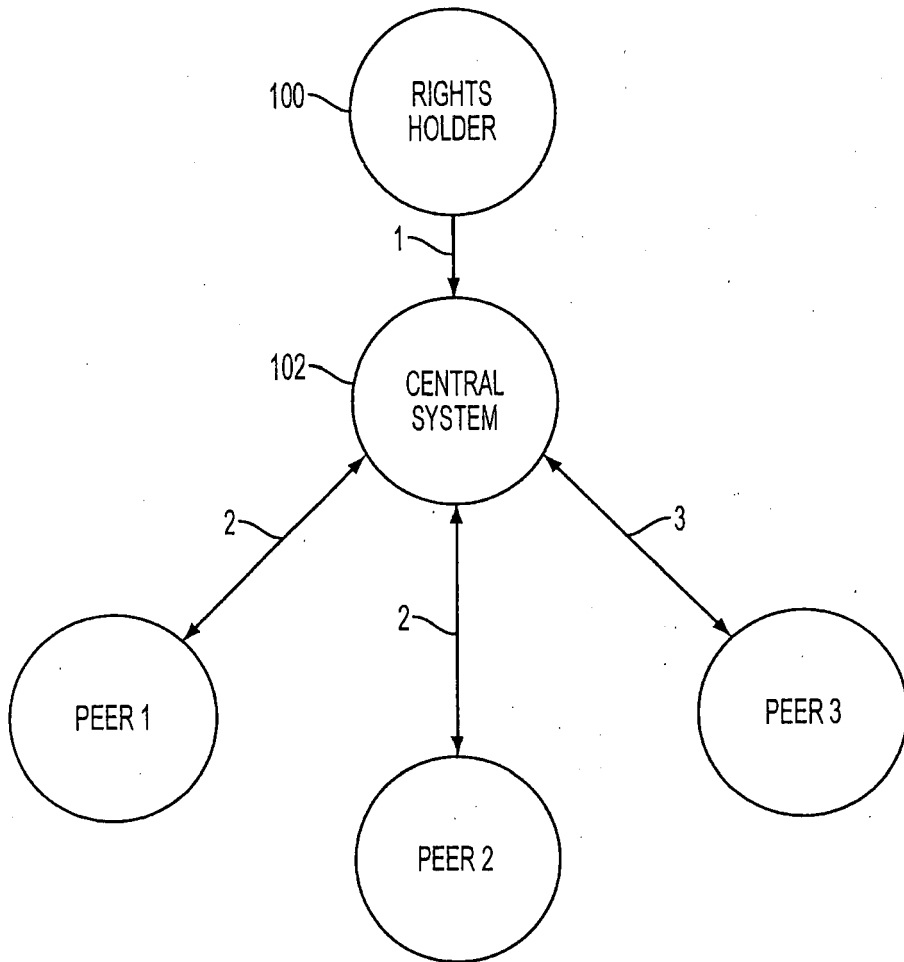 100
RIGHTS
HOLDER
1
102
CENTRAL
SYSTEM
2
3
2
PEER 1
PEER 3
PEER 2